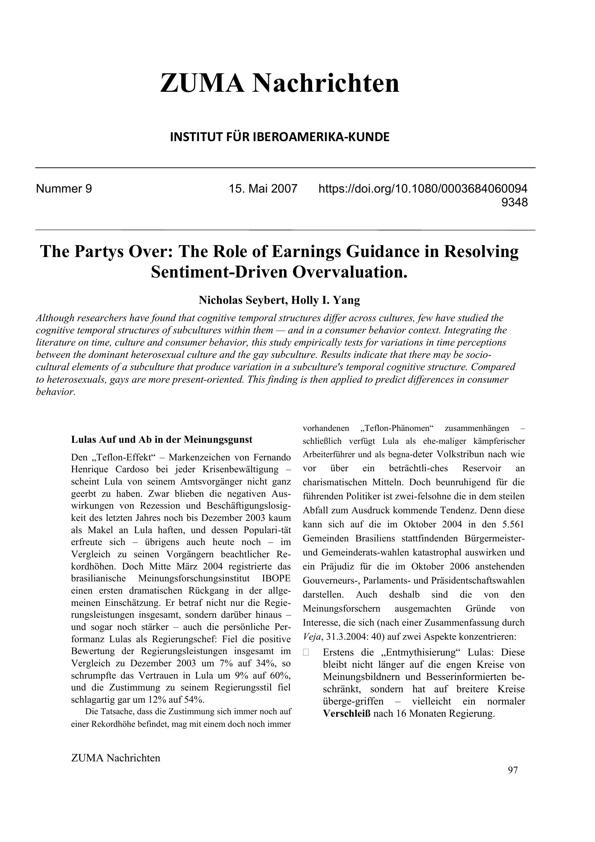 ZUMA Nachrichten
INSTITUT FÜR IBEROAMERIKA-KUNDE
Nummer 9
15. Mai 2007
https://doi.org/10.1080/0003684060094
9348
The Partys Over: The Role of Earnings Guidance in Resolving
Sentiment-Driven Overvaluation.
Nicholas Seybert, Holly I. Yang
Although researchers have found that cognitive temporal structures differ across cultures, few have studied the
cognitive temporal structures of subcultures within them — and in a consumer behavior context. Integrating the
literature on time, culture and consumer behavior, this study empirically tests for variations in time perceptions
between the dominant heterosexual culture and the gay subculture. Results indicate that there may be socio-
cultural elements of a subculture that produce variation in a subculture's temporal cognitive structure. Compared
to heterosexuals, gays are more present-oriented. This finding is then applied to predict differences in consumer
behavior.
Lulas Auf und Ab in der Meinungsgunst
Den „Teflon-Effekt“ – Markenzeichen von Fernando
Henrique Cardoso bei jeder Krisenbewältigung –
scheint Lula von seinem Amtsvorgänger nicht ganz
geerbt zu haben. Zwar blieben die negativen Aus-
wirkungen von Rezession und Beschäftigungslosig-
keit des letzten Jahres noch bis Dezember 2003 kaum
als Makel an Lula haften, und dessen Populari-tät
erfreute sich – übrigens auch heute noch – im
Vergleich zu seinen Vorgängern beachtlicher Re-
kordhöhen. Doch Mitte März 2004 registrierte das
brasilianische Meinungsforschungsinstitut IBOPE
einen ersten dramatischen Rückgang in der allge-
meinen Einschätzung. Er betraf nicht nur die Regie-
rungsleistungen insgesamt, sondern darüber hinaus –
und sogar noch stärker – auch die persönliche Per-
formanz Lulas als Regierungschef: Fiel die positive
Bewertung der Regierungsleistungen insgesamt im
Vergleich zu Dezember 2003 um 7% auf 34%, so
schrumpfte das Vertrauen in Lula um 9% auf 60%,
und die Zustimmung zu seinem Regierungsstil fiel
schlagartig gar um 12% auf 54%.
Die Tatsache, dass die Zustimmung sich immer noch auf
einer Rekordhöhe befindet, mag mit einem doch noch immer
vorhandenen „Teflon-Phänomen“ zusammenhängen –
schließlich verfügt Lula als ehe-maliger kämpferischer
Arbeiterführer und als begna-deter Volkstribun nach wie
vor über ein beträchtli-ches Reservoir an
charismatischen Mitteln. Doch beunruhigend für die
führenden Politiker ist zwei-felsohne die in dem steilen
Abfall zum Ausdruck kommende Tendenz. Denn diese
kann sich auf die im Oktober 2004 in den 5.561
Gemeinden Brasiliens stattfindenden Bürgermeister-
und Gemeinderats-wahlen katastrophal auswirken und
ein Präjudiz für die im Oktober 2006 anstehenden
Gouverneurs-, Parlaments- und Präsidentschaftswahlen
darstellen. Auch deshalb sind die von den
Meinungsforschern ausgemachten Gründe von
Interesse, die sich (nach einer Zusammenfassung durch
Veja, 31.3.2004: 40) auf zwei Aspekte konzentrieren:
Erstens die „Entmythisierung“ Lulas: Diese
bleibt nicht länger auf die engen Kreise von
Meinungsbildnern und Besserinformierten be-
schränkt, sondern hat auf breitere Kreise
überge-griffen – vielleicht ein normaler
Verschleiß nach 16 Monaten Regierung.
ZUMA Nachrichten
97